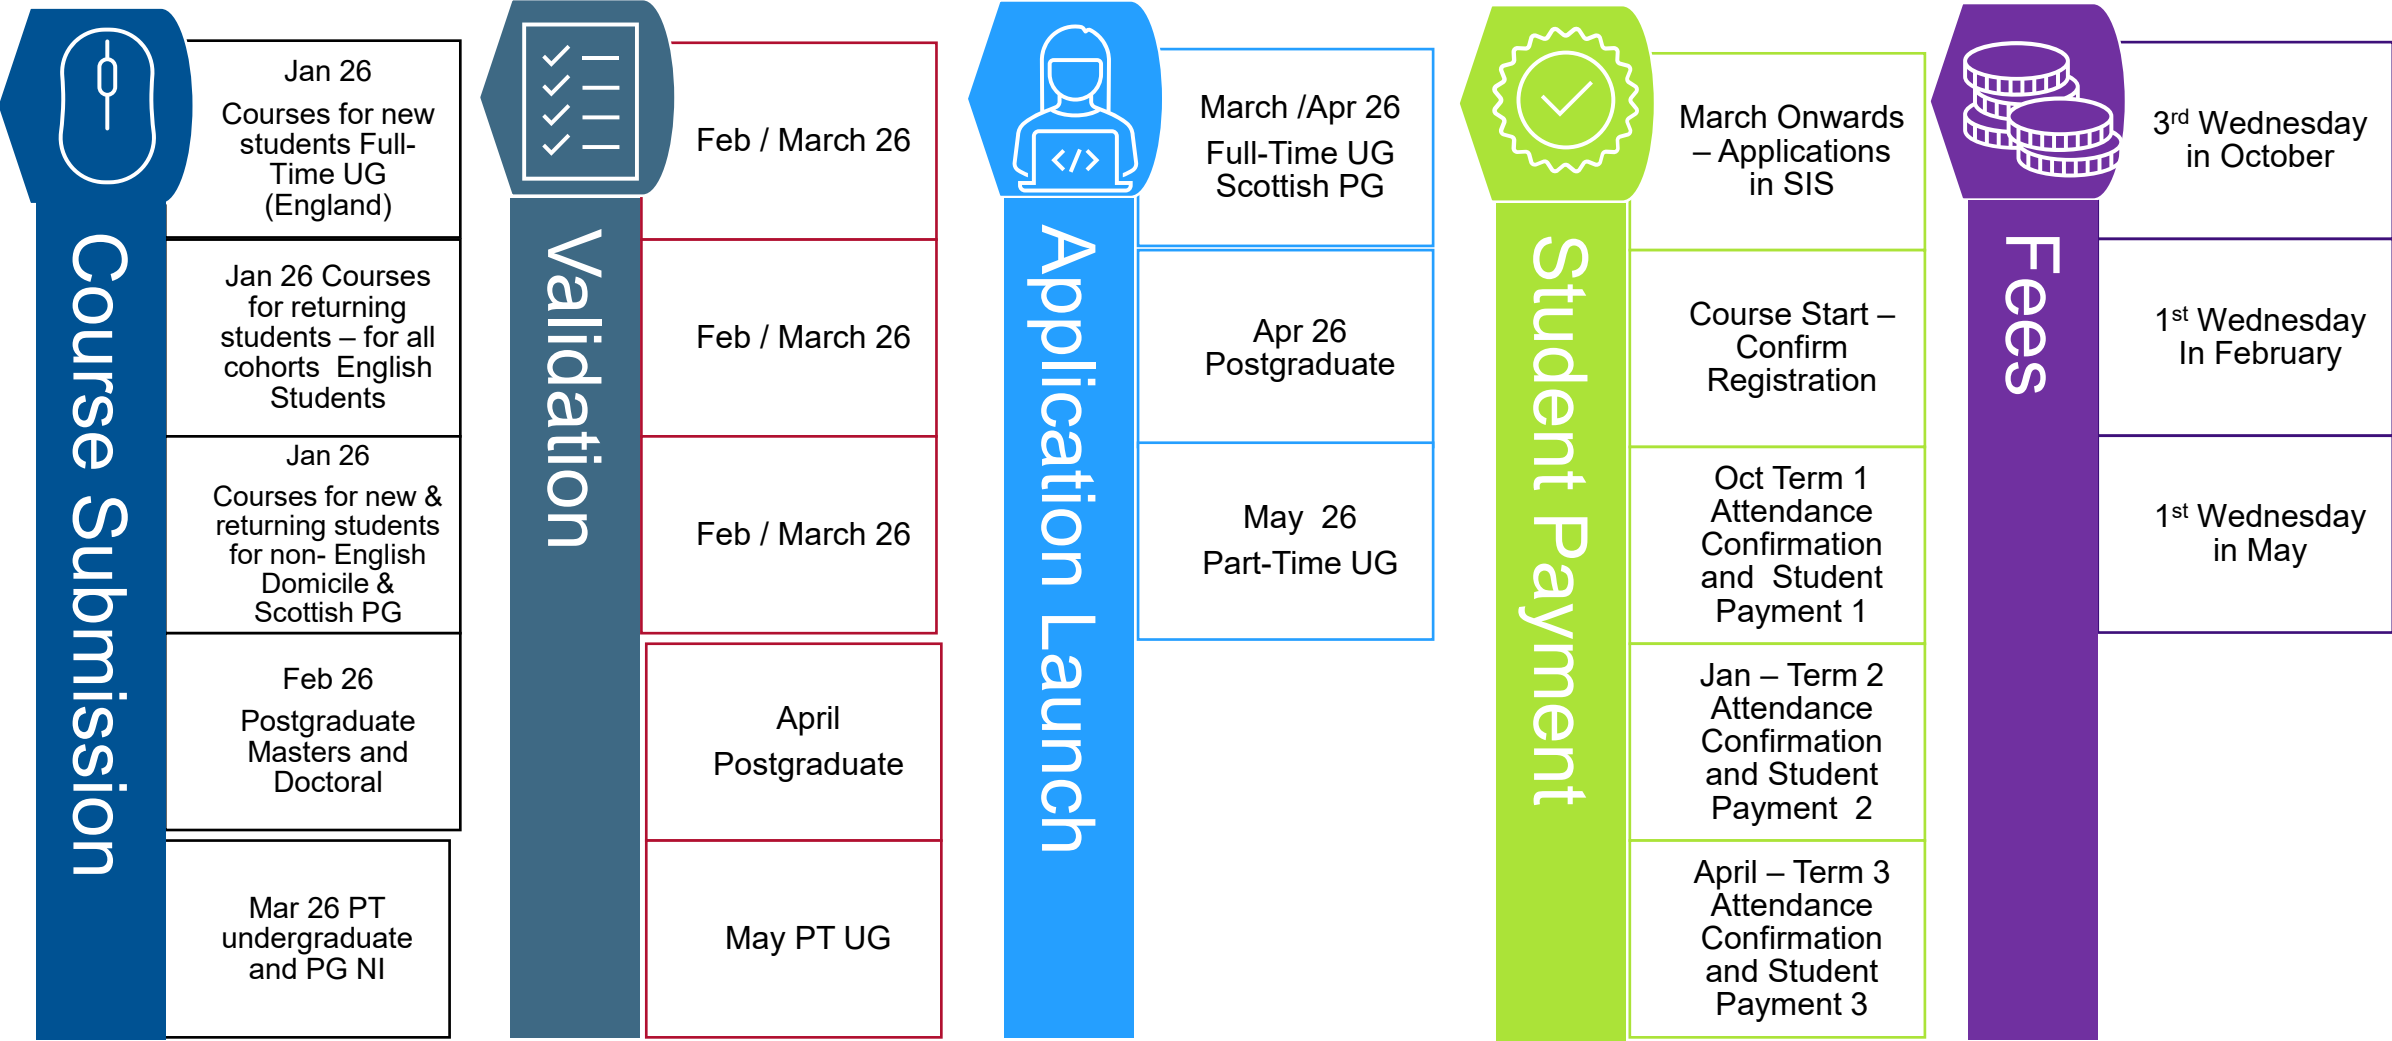 Course Submission
Jan 26
Courses for new
students Full-
Time UG
(England)
Jan 26 Courses
for returning
students – for all
cohorts  English
Students
Jan 26
Courses for new &
returning students
for non- English
Domicile &
Scottish PG
Feb 26
Postgraduate
Masters and
Doctoral
Mar 26 PT
undergraduate
and PG NI
Validation
Feb / March 26
Feb / March 26
Feb / March 26
April
Postgraduate
May PT UG
Application Launch
March /Apr 26
Full-Time UG
Scottish PG
Apr 26
Postgraduate
May  26
Part-Time UG
Student Payment
March Onwards
– Applications
in SIS
Course Start –
Confirm
Registration
Oct Term 1
Attendance
Confirmation
and  Student
Payment 1
Jan – Term 2
Attendance
Confirmation
and Student
Payment  2
April – Term 3
Attendance
Confirmation
and Student
Payment 3
Fees
3rd Wednesday
in October
1st Wednesday
In February
1st Wednesday
in May